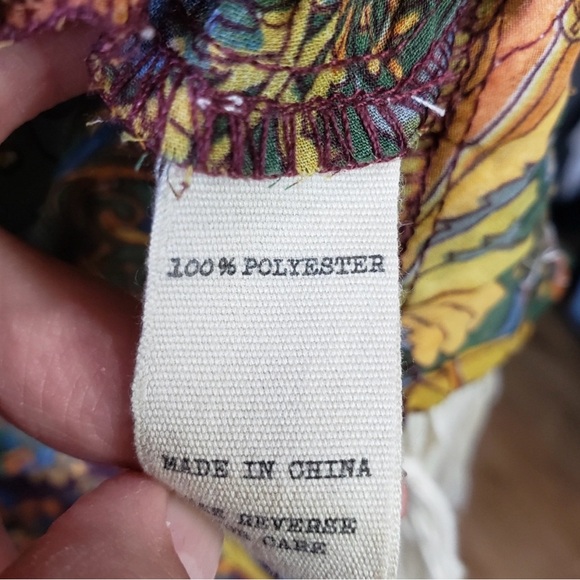 100% POLYESTER
MADE IN CHINA
REVERSE
CARE